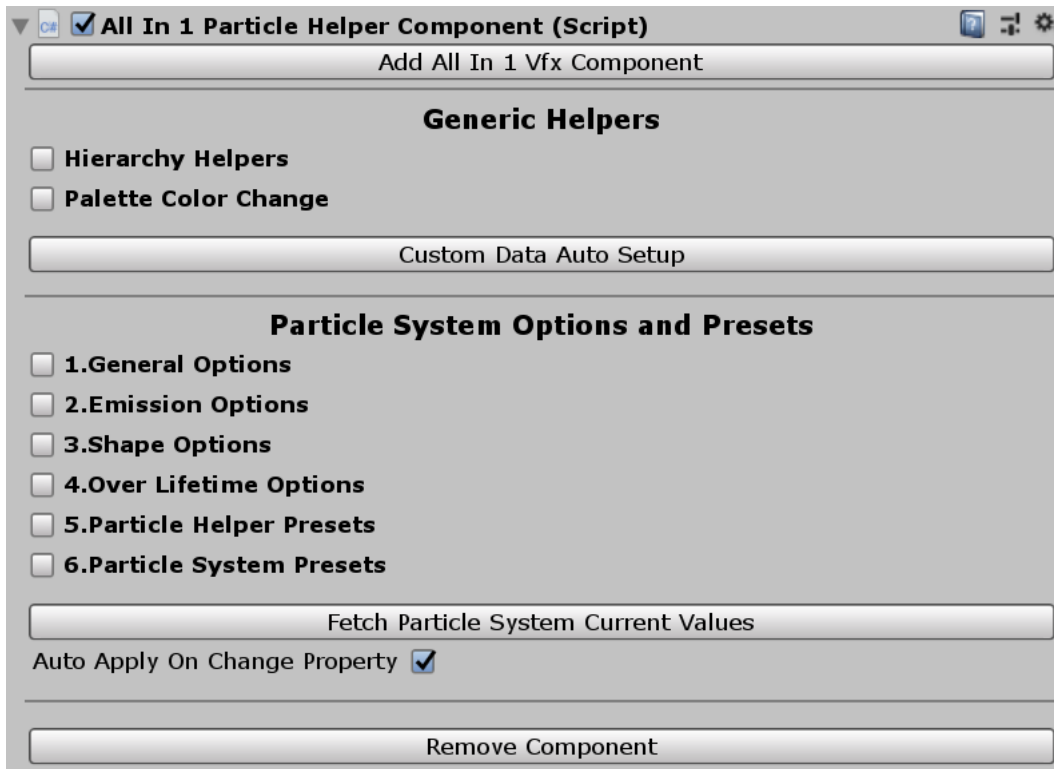 All In 1 Particle Helper Component (Script)
Add All In 1 Vfx Component
Generic Helpers
Hierarchy Helpers
Palette Color Change
Custom Data Auto Setup
Particle System Options and Presets
1.General Options
2.Emission Options
3.Shape Options
4.Over Lifetime Options
5.Particle Helper Presets
6.Particle System Presets
Fetch Particle System Current Values
Auto Apply On Change Property
Remove Component